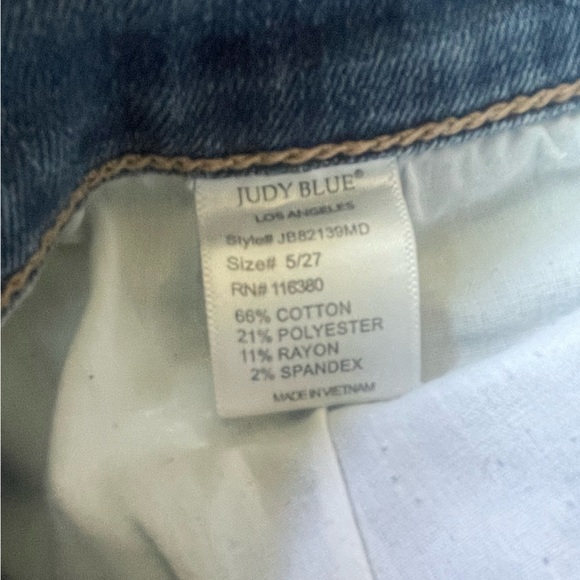 JUDY BLUE®
LOS ANGELES
Style# JB82139MD
Size# 5/27
RN# 116380
66% COTTON
21% POLYESTER
11% RAYON
2% SPANDEX
MADE IN VIETNAM